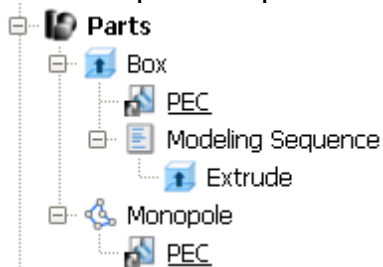 Parts
Box
PEC
Modeling Sequence
Extrude
Monopole
PEC